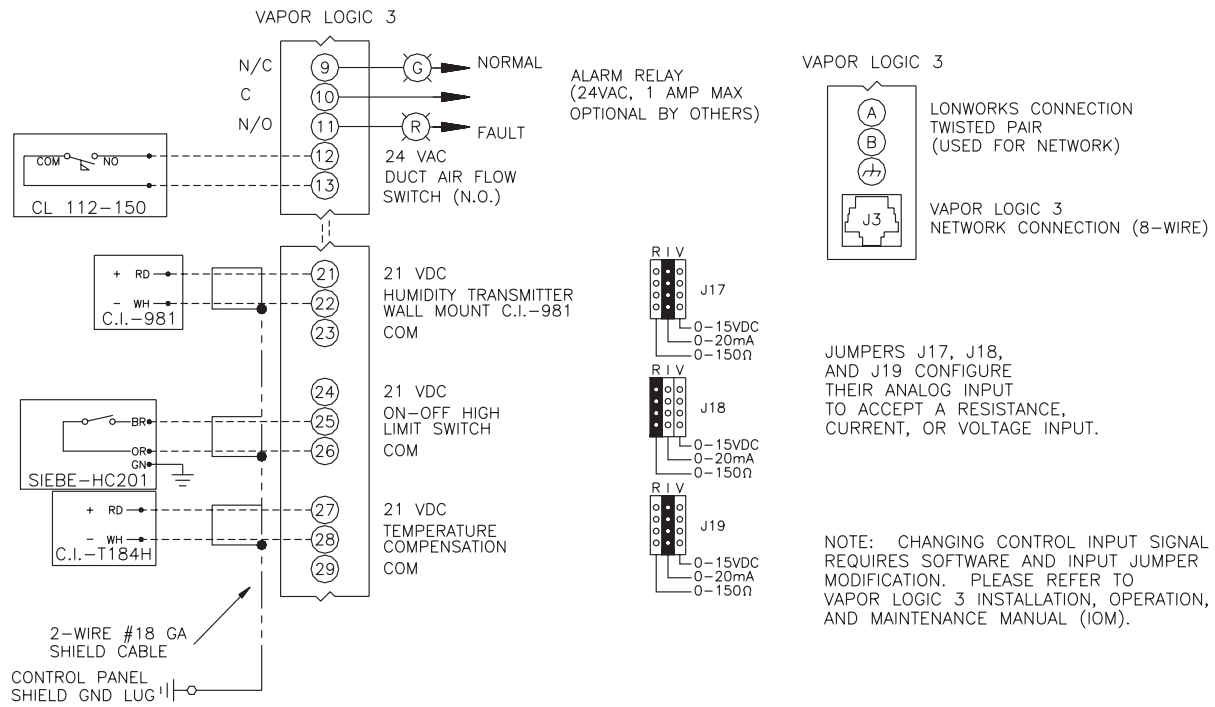 VAPOR LOGIC 3
N/C
9
G
NORMAL
C
10
N/O
11
R
FAULT
ALARM RELAY
(24VAC, 1 AMP MAX
OPTIONAL BY OTHERS)
COM
NO
CL 112-150
12
24 VAC
13
DUCT AIR FLOW
SWITCH (N.O.)
VAPOR LOGIC 3
A
B
LONWORKS CONNECTION
TWISTED PAIR
(USED FOR NETWORK)
J3
VAPOR LOGIC 3
NETWORK CONNECTION (8-WIRE)
+ RD
- WH
C.I.-981
21
21 VDC
22
HUMIDITY TRANSMITTER
WALL MOUNT C.I.-981
23
COM
R I V
J17
0-15VDC
0-20mA
0-150Ω
BR
OR
GN
SIEBE-HC201
24
21 VDC
25
ON-OFF HIGH
LIMIT SWITCH
26
COM
R I V
J18
0-15VDC
0-20mA
0-150Ω
+ RD
- WH
C.I.-T184H
27
21 VDC
28
TEMPERATURE
COMPENSATION
29
COM
R I V
J19
0-15VDC
0-20mA
0-150Ω
JUMPERS J17, J18,
AND J19 CONFIGURE
THEIR ANALOG INPUT
TO ACCEPT A RESISTANCE,
CURRENT, OR VOLTAGE INPUT.
NOTE: CHANGING CONTROL INPUT SIGNAL
REQUIRES SOFTWARE AND INPUT JUMPER
MODIFICATION. PLEASE REFER TO
VAPOR LOGIC 3 INSTALLATION, OPERATION,
AND MAINTENANCE MANUAL (IOM).
2-WIRE #18 GA
SHIELD CABLE
CONTROL PANEL
SHIELD GND LUG